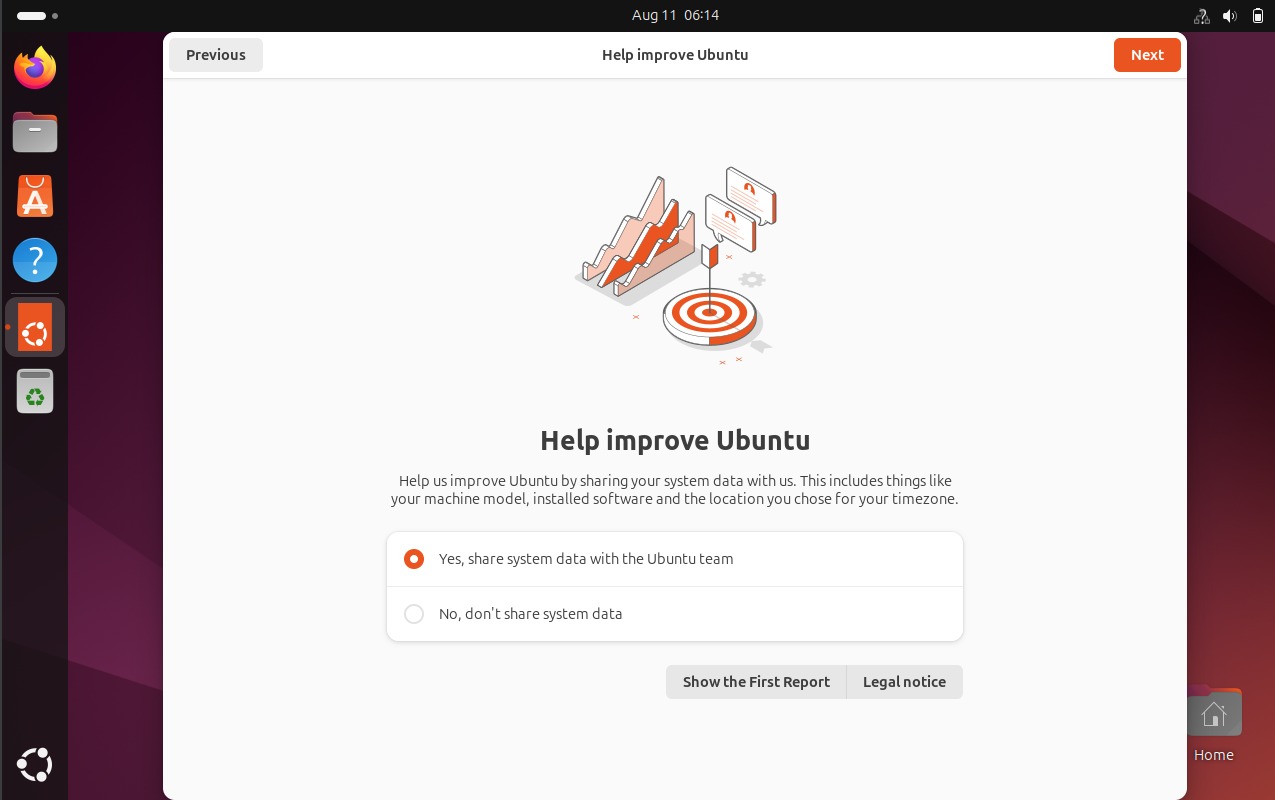 Aug 11 06:14
Previous
Help improve Ubuntu
Next
Help improve Ubuntu
Help us improve Ubuntu by sharing your system data with us. This includes things like
your machine model, installed software and the location you chose for your timezone.
Yes, share system data with the Ubuntu team
No, don't share system data
Show the First Report
Legal notice
Home